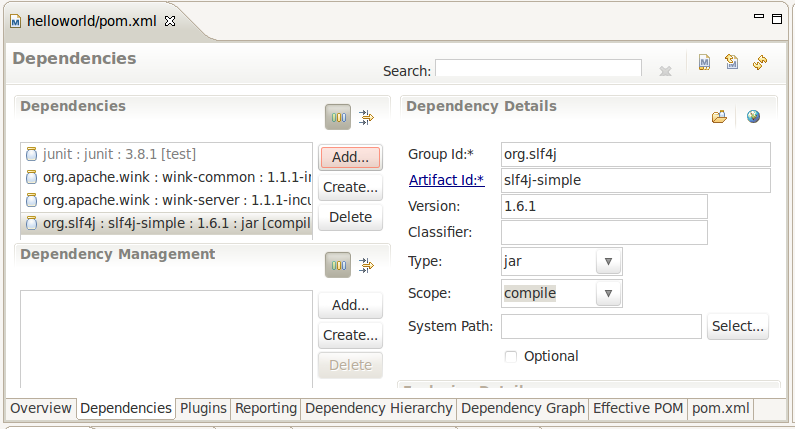 helloworld/pom.xml
Dependencies
Search:
Dependencies
junit : junit : 3.8.1 [test]
org.apache.wink : wink-common : 1.1.1-i
org.apache.wink : wink-server : 1.1.1-incu
org.slf4j : slf4j-simple : 1.6.1 : jar [compil
Add...
Create...
Delete
Dependency Management
Add...
Create...
Delete
Dependency Details
Group Id:* org.slf4j
Artifact Id:* slf4j-simple
Version: 1.6.1
Classifier:
Type: jar
Scope: compile
System Path: Select...
Optional
Overview Dependencies Plugins Reporting Dependency Hierarchy Dependency Graph Effective POM pom.xml